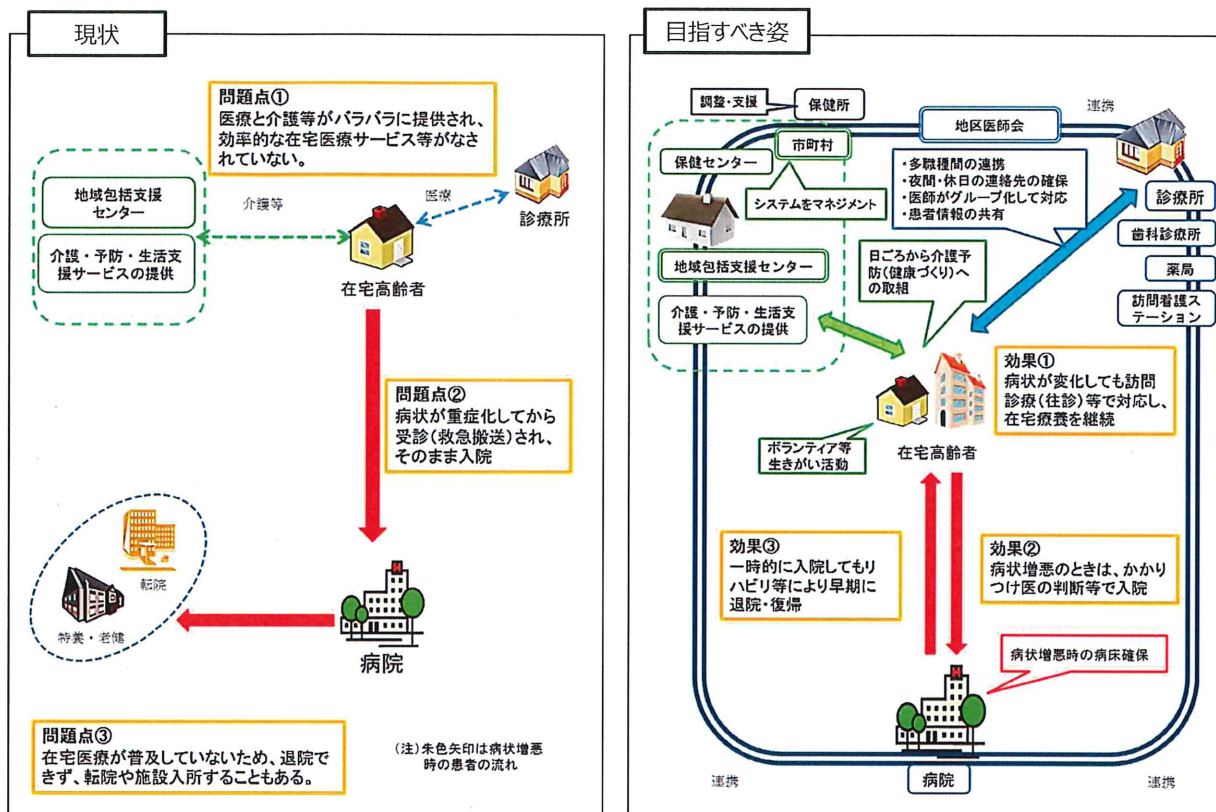 現状
問題点①
医療と介護等がバラバラに提供され、
効率的な在宅医療サービス等がなさ
れていない。
地域包括支援
センター
介護・予防・生活支
援サービスの提供
介護等
医療
診療所
在宅高齢者
問題点②
病状が重症化してから
受診(救急搬送)され、
そのまま入院
転院
特養・老健
病院
問題点③
在宅医療が普及していないため、退院で
きず、転院や施設入所することもある。
(注)朱色矢印は病状増悪
時の患者の流れ
目指すべき姿
調整・支援
保健所
連携
地区医師会
市町村
保健センター
システムをマネジメント
・多職種間の連携
・夜間・休日の連絡先の確保
・医師がグループ化して対応
・患者情報の共有
診療所
歯科診療所
薬局
訪問看護ス
テーション
地域包括支援センター
介護・予防・生活支
援サービスの提供
日ごろから介護予
防(健康づくり)へ
の取組
効果①
病状が変化しても訪問
診療(往診)等で対応し、
在宅療養を継続
ボランティア等
生きがい活動
在宅高齢者
効果③
一時的に入院してもリ
ハビリ等により早期に
退院・復帰
効果②
病状増悪のときは、かかり
つけ医の判断等で入院
病状増悪時の病床確保
H
連携
病院
連携